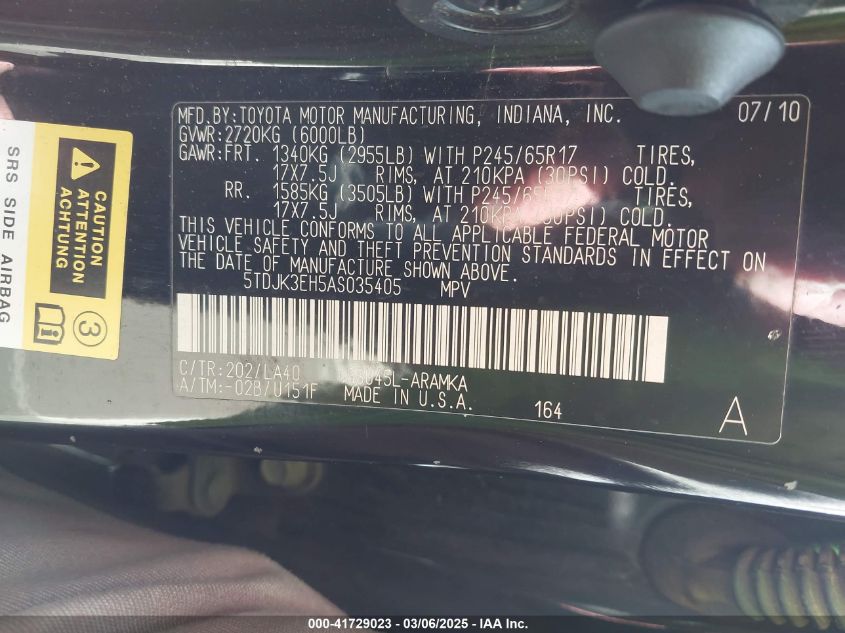 MFD.BY:TOYOTA MOTOR MANUFACTURING, INDIANA, INC. 07/10
GVWR:2720KG (6000LB)
GAWR:FRT. 1340KG (2955LB) WITH P245/65R17 TIRES,
17X7.5J RIMS, AT 210KPA (30PSI) COLD.
RR. 1585KG (3505LB) WITH TIRES,
17X7.5J RIMS, AT COLD.
THIS VEHICLE CONFORMS TO ALL APPLICABLE FEDERAL MOTOR
VEHICLE SAFETY AND THEFT PREVENTION STANDARDS IN EFFECT ON
THE DATE OF MANUFACTURE SHOWN ABOVE.
5TDJK3EH5AS035405 MPV
C/TR:202/LA40
A/TM:-02B/U151F MADE IN U.S.A. 164 A
SRS SIDE AIRBAG
CAUTION
ATTENTION
ACHTUNG
3
000-41729023 - 03/06/2025 - IAA Inc.